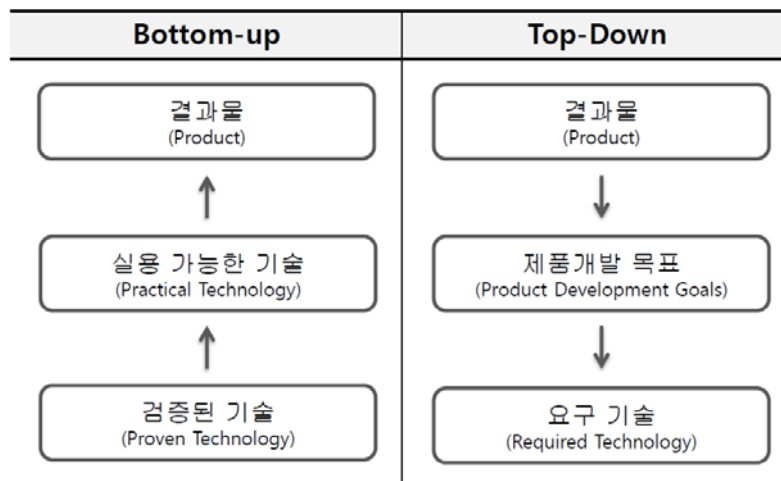 Bottom-up
Top-Down
결과물
(Product)
결과물
(Product)
실용 가능한 기술
(Practical Technology)
제품개발 목표
(Product Development Goals)
검증된 기술
(Proven Technology)
요구 기술
(Required Technology)